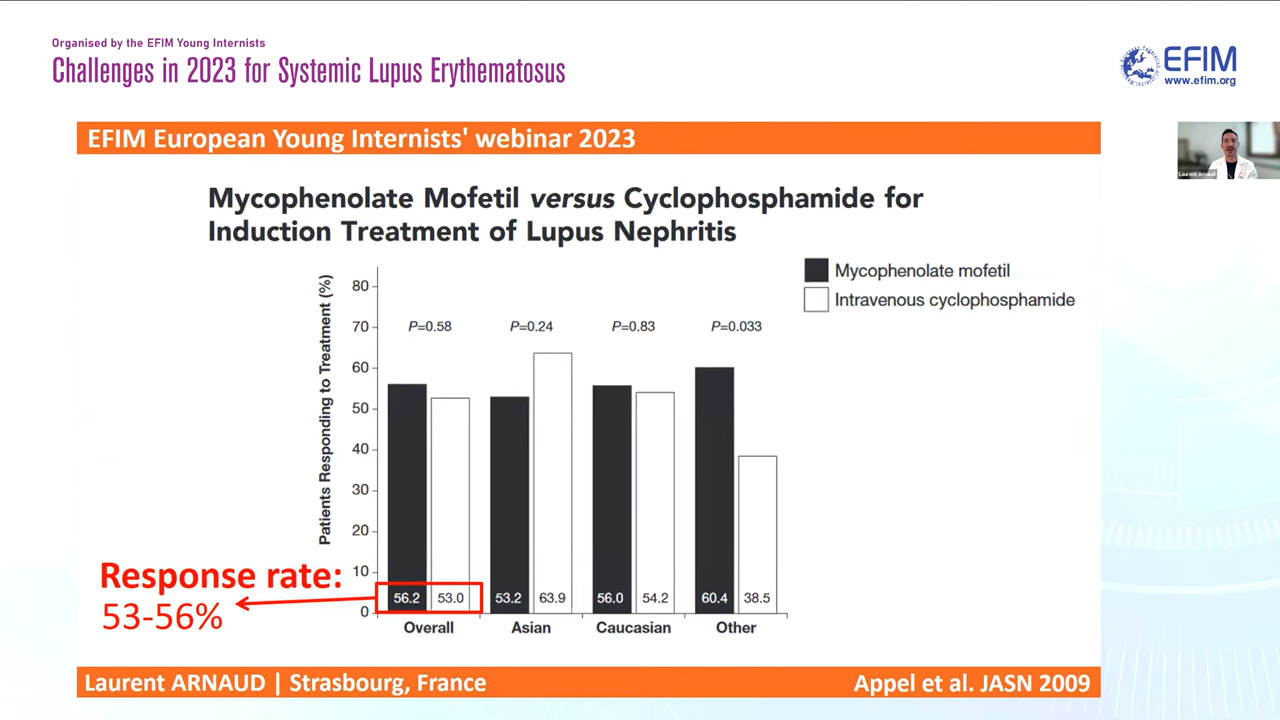 Organised by the EFIM Young Internists
Challenges in 2023 for Systemic Lupus Erythematosus
EFIM
www.efim.org
EFIM European Young Internists' webinar 2023
Laurent Arnaud
Mycophenolate Mofetil versus Cyclophosphamide for
Induction Treatment of Lupus Nephritis
Mycophenolate mofetil
Intravenous cyclophosphamide
Patients Responding to Treatment (%)
80
70
60
50
40
30
20
10
0
P=0.58 P=0.24 P=0.83 P=0.033
56.2 53.0 53.2 63.9 56.0 54.2 60.4 38.5
Overall Asian Caucasian Other
Response rate:
53-56%
Laurent ARNAUD | Strasbourg, France
Appel et al. JASN 2009